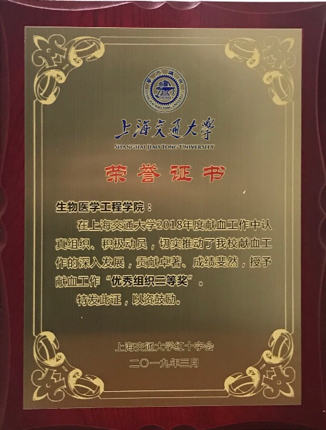 上海交通大学
SHANGHAI JIAO TONG UNIVERSITY
荣誉证书
生物医学工程学院：
在上海交通大学2018年度献血工作中认
真组织、积极动员，切实推动了我校献血工
作的深入发展，贡献卓著、成绩斐然，授予
献血工作“优秀组织二等奖”。
特发此证，以资鼓励。
上海交通大学红十字会
二〇一九年三月